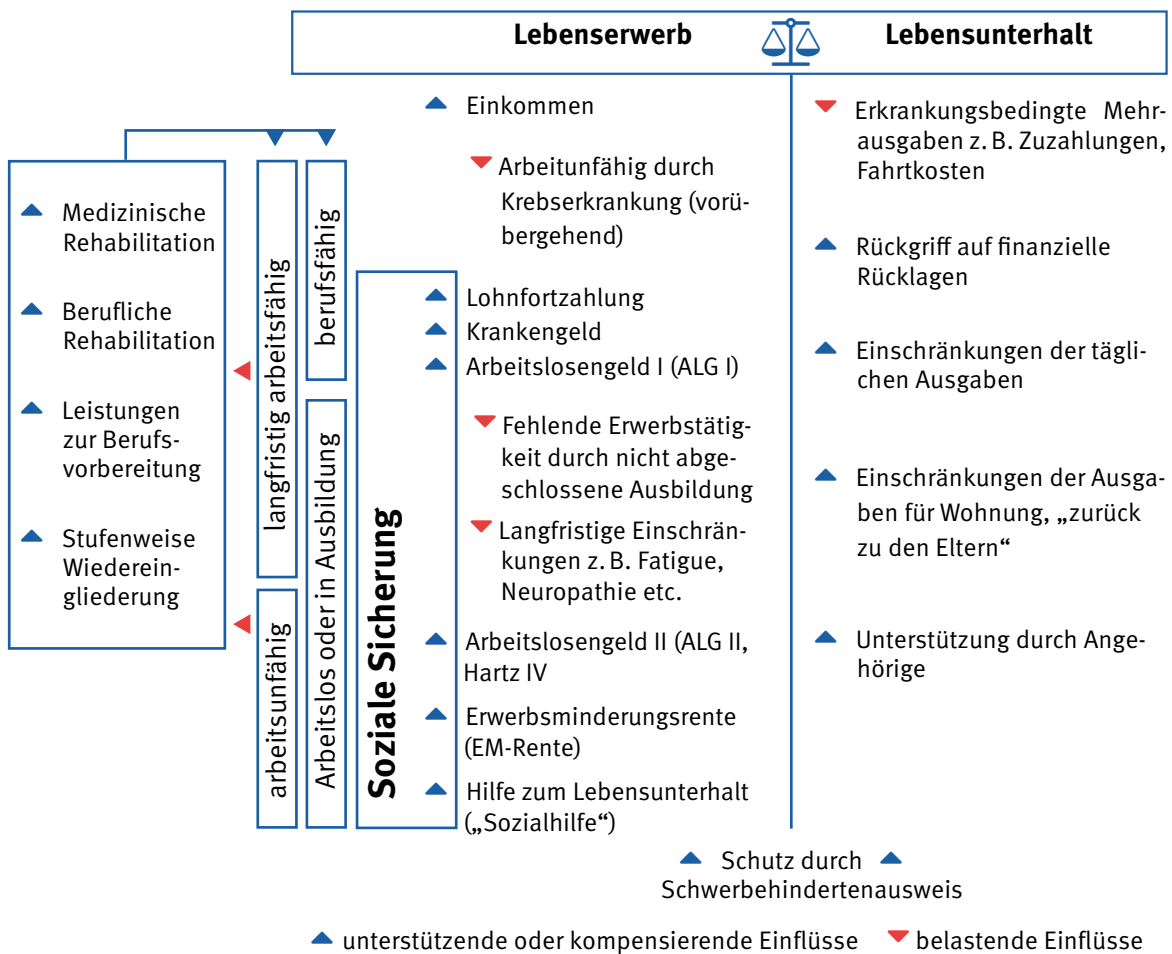 Lebenserwerb
Lebensunterhalt
Medizinische
Rehabilitation
Berufliche
Rehabilitation
Leistungen
zur Berufs-
vorbereitung
Stufenweise
Wiederein-
gliederung
langfristig arbeitsfähig
arbeitsunfähig
berufsfähig
Arbeitslos oder in Ausbildung
Soziale Sicherung
Einkommen
Arbeitunfähig durch
Krebserkrankung (vorü-
bergehend)
Lohnfortzahlung
Krankengeld
Arbeitslosengeld I (ALG I)
Fehlende Erwerbstätig-
keit durch nicht abge-
schlossene Ausbildung
Langfristige Einschrän-
kungen z. B. Fatigue,
Neuropathie etc.
Arbeitslosengeld II (ALG II,
Hartz IV
Erwerbsminderungsrente
(EM-Rente)
Hilfe zum Lebensunterhalt
(„Sozialhilfe“)
Erkrankungsbedingte Mehr-
ausgaben z. B. Zuzahlungen,
Fahrtkosten
Rückgriff auf finanzielle
Rücklagen
Einschränkungen der tägli-
chen Ausgaben
Einschränkungen der Ausga-
ben für Wohnung, „zurück
zu den Eltern“
Unterstützung durch Ange-
hörige
Schutz durch
Schwerbehindertenausweis
unterstützende oder kompensierende Einflüsse
belastende Einflüsse